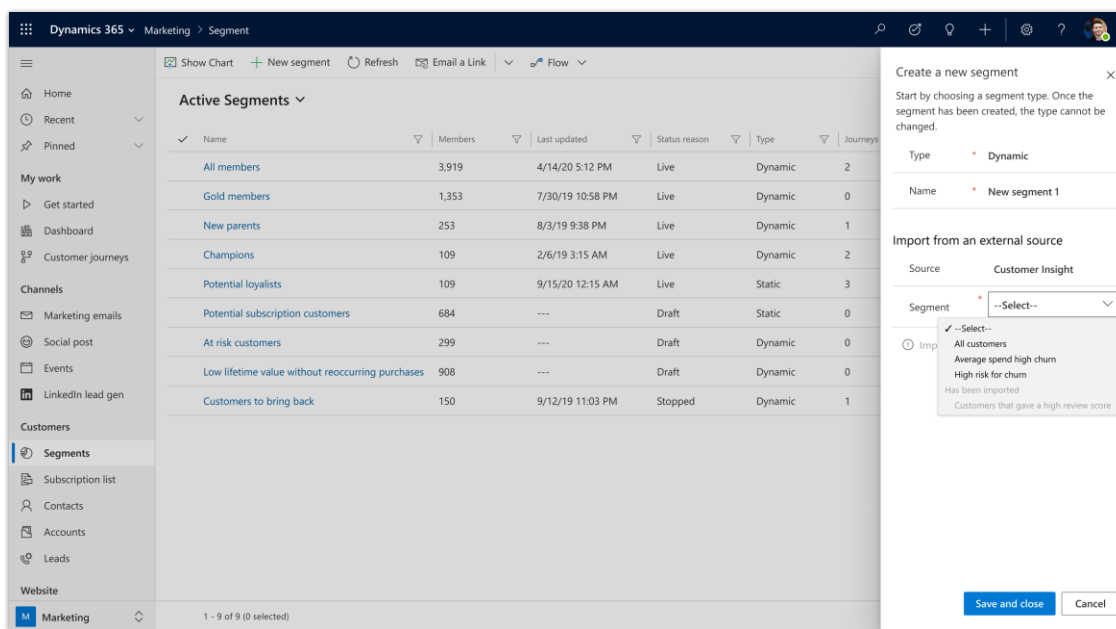 Dynamics 365 Marketing > Segment
Home
Recent
Pinned
My work
Get started
Dashboard
Customer journeys
Channels
Marketing emails
Social post
Events
LinkedIn lead gen
Customers
Segments
Subscription list
Contacts
Accounts
Leads
Website
M Marketing
Show Chart New segment Refresh Email a Link Flow
Active Segments
Name Members Last updated Status reason Type Journeys
All members 3,919 4/14/20 5:12 PM Live Dynamic 2
Gold members 1,353 7/30/19 10:58 PM Live Dynamic 0
New parents 253 8/3/19 9:38 PM Live Dynamic 1
Champions 109 2/6/19 3:15 AM Live Dynamic 2
Potential loyalists 109 9/15/20 12:15 AM Live Static 3
Potential subscription customers 684 --- Draft Static 0
At risk customers 299 --- Draft Dynamic 0
Low lifetime value without reoccurring purchases 908 --- Draft Dynamic 0
Customers to bring back 150 9/12/19 11:03 PM Stopped Dynamic 1
1 - 9 of 9 (0 selected)
Create a new segment
Start by choosing a segment type. Once the
segment has been created, the type cannot be
changed.
Type * Dynamic
Name * New segment 1
Import from an external source
Source Customer Insight
Segment * --Select--
✓ --Select--
All customers
Average spend high churn
High risk for churn
Has been imported
Customers that gave a high review score
Save and close Cancel